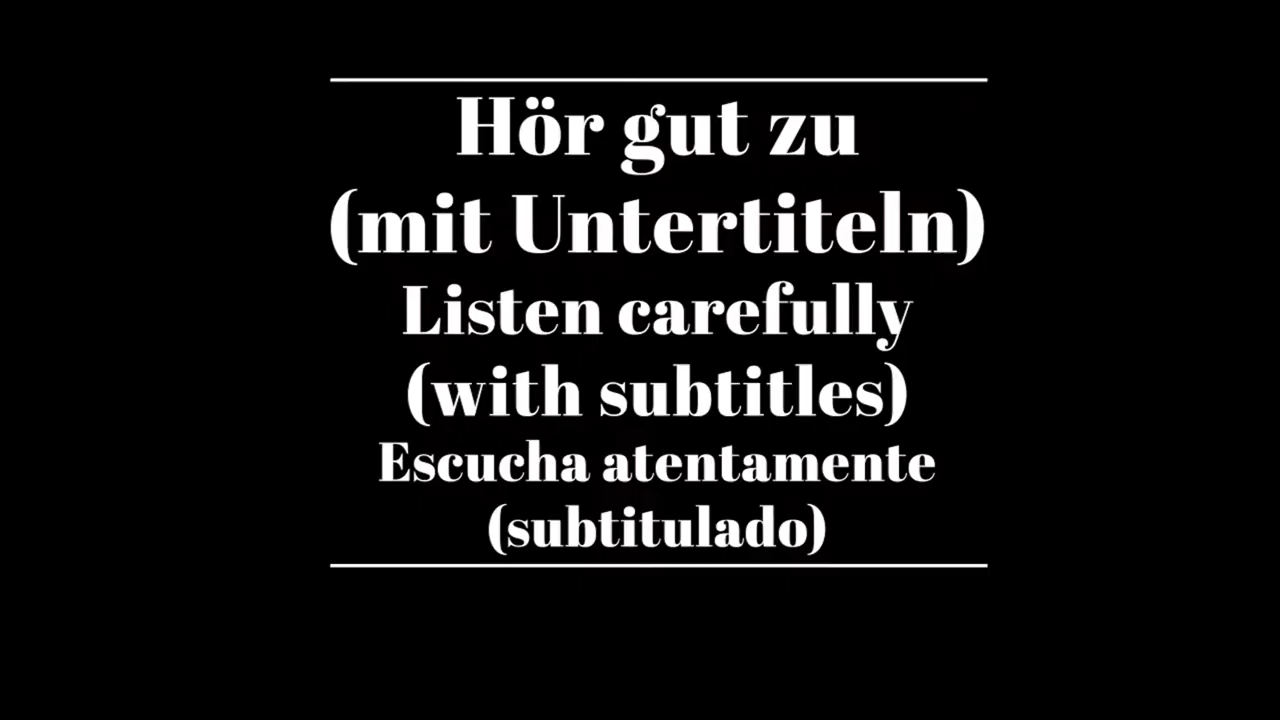 Hör gut zu
(mit Untertiteln)
Listen carefully
(with subtitles)
Escucha atentamente
(subtitulado)